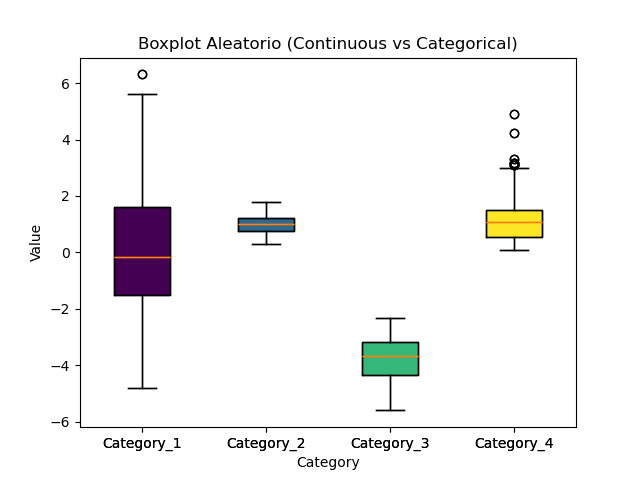 Boxplot Aleatorio (Continuous vs Categorical)
6
4
2
0
−2
−4
−6
Value
Category_1 Category_2 Category_3 Category_4
Category